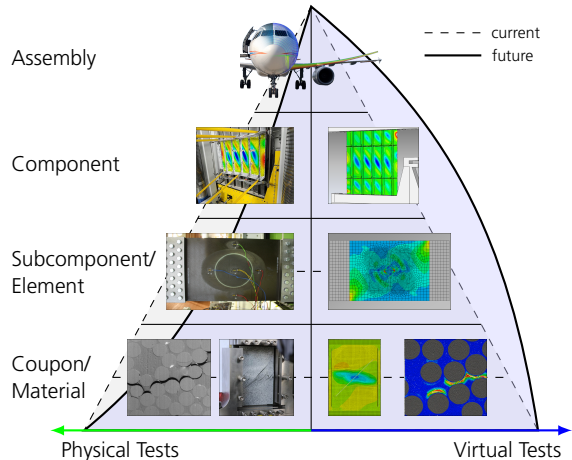 current
future
Assembly
Component
Subcomponent/
Element
Coupon/
Material
Physical Tests
Virtual Tests